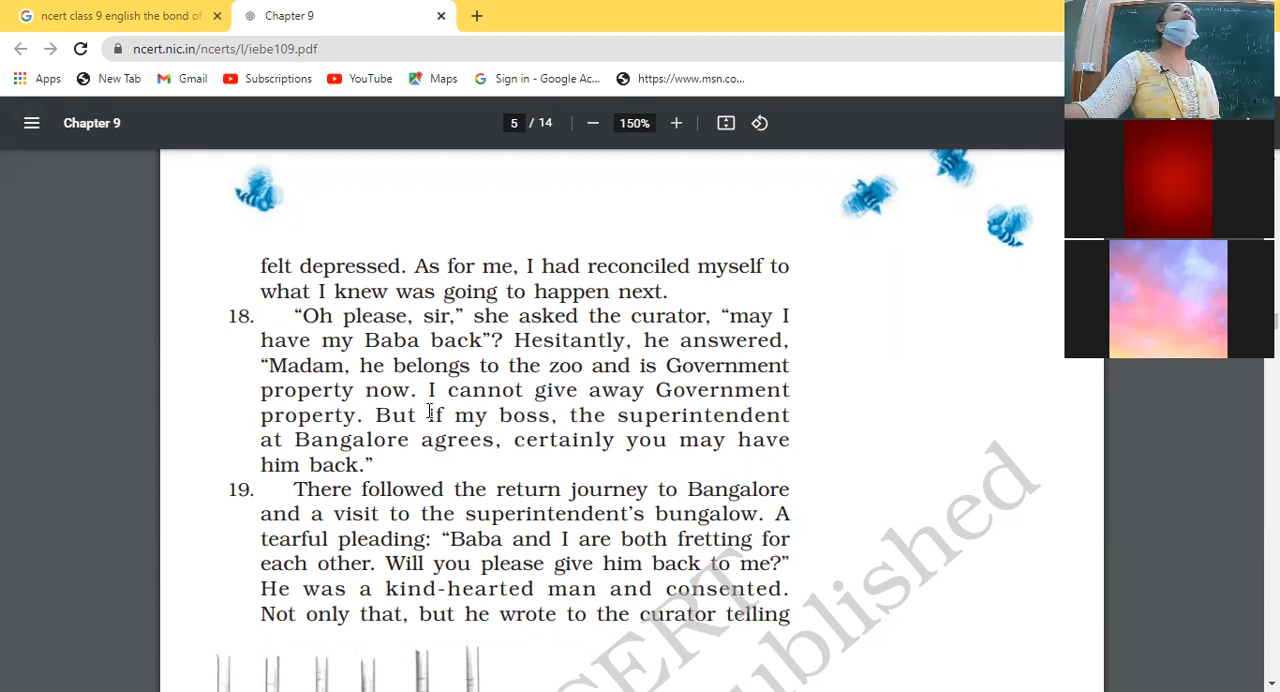 ncert class 9 english the bond of
Chapter 9
ncert.nic.in/ncerts/l/iebe109.pdf
Apps New Tab Gmail Subscriptions YouTube Maps Sign in - Google Ac... https://www.msn.co...
Chapter 9 5 / 14 150%
felt depressed. As for me, I had reconciled myself to
what I knew was going to happen next.
18. “Oh please, sir,” she asked the curator, “may I
have my Baba back”? Hesitantly, he answered,
“Madam, he belongs to the zoo and is Government
property now. I cannot give away Government
property. But if my boss, the superintendent
at Bangalore agrees, certainly you may have
him back.”
19. There followed the return journey to Bangalore
and a visit to the superintendent’s bungalow. A
tearful pleading: “Baba and I are both fretting for
each other. Will you please give him back to me?”
He was a kind-hearted man and consented.
Not only that, but he wrote to the curator telling
ublished